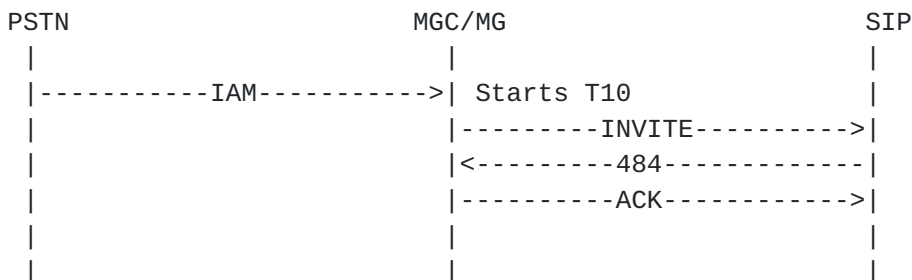 PSTN MGC/MG SIP
| | |
|-----------IAM----------->| Starts T10 |
| |---------INVITE---------->|
| |<---------484-------------|
| |----------ACK------------>|
| | |
| | |